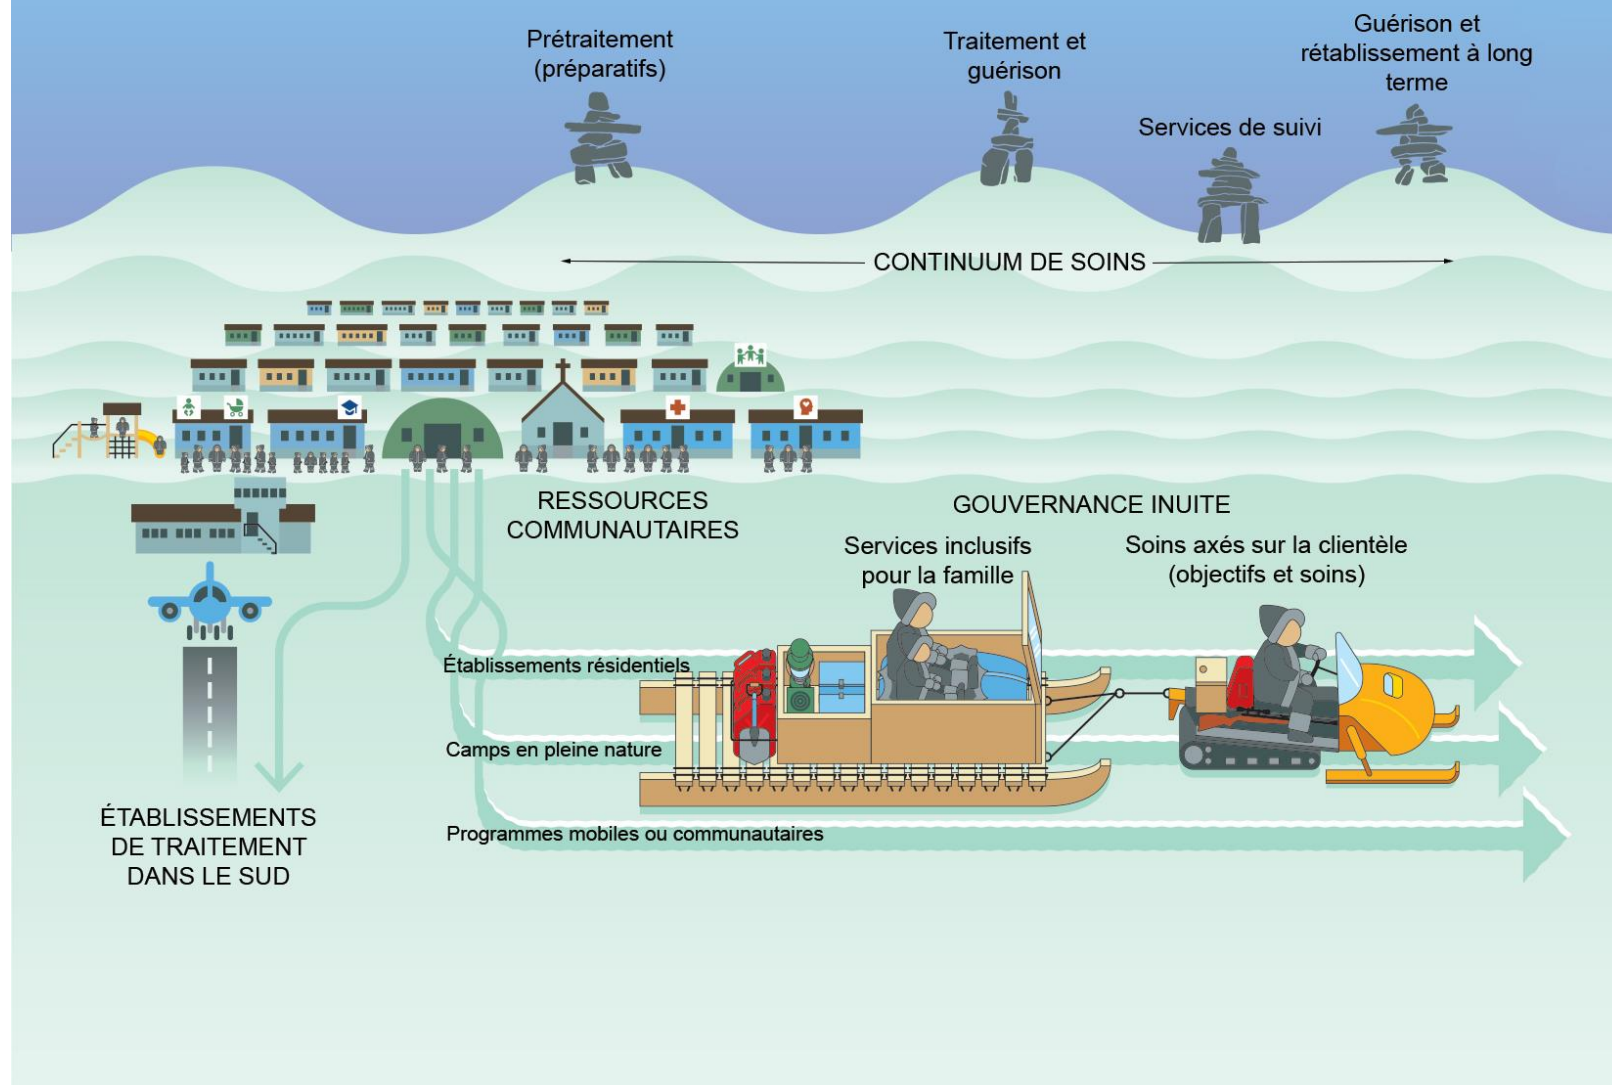 Prétraitement
(préparatifs)
Traitement et
guérison
Guérison et
rétablissement à long
terme
Services de suivi
CONTINUUM DE SOINS
RESSOURCES
COMMUNAUTAIRES
GOUVERNANCE INUITE
Services inclusifs
pour la famille
Soins axés sur la clientèle
(objectifs et soins)
Établissements résidentiels
Camps en pleine nature
Programmes mobiles ou communautaires
ÉTABLISSEMENTS
DE TRAITEMENT
DANS LE SUD